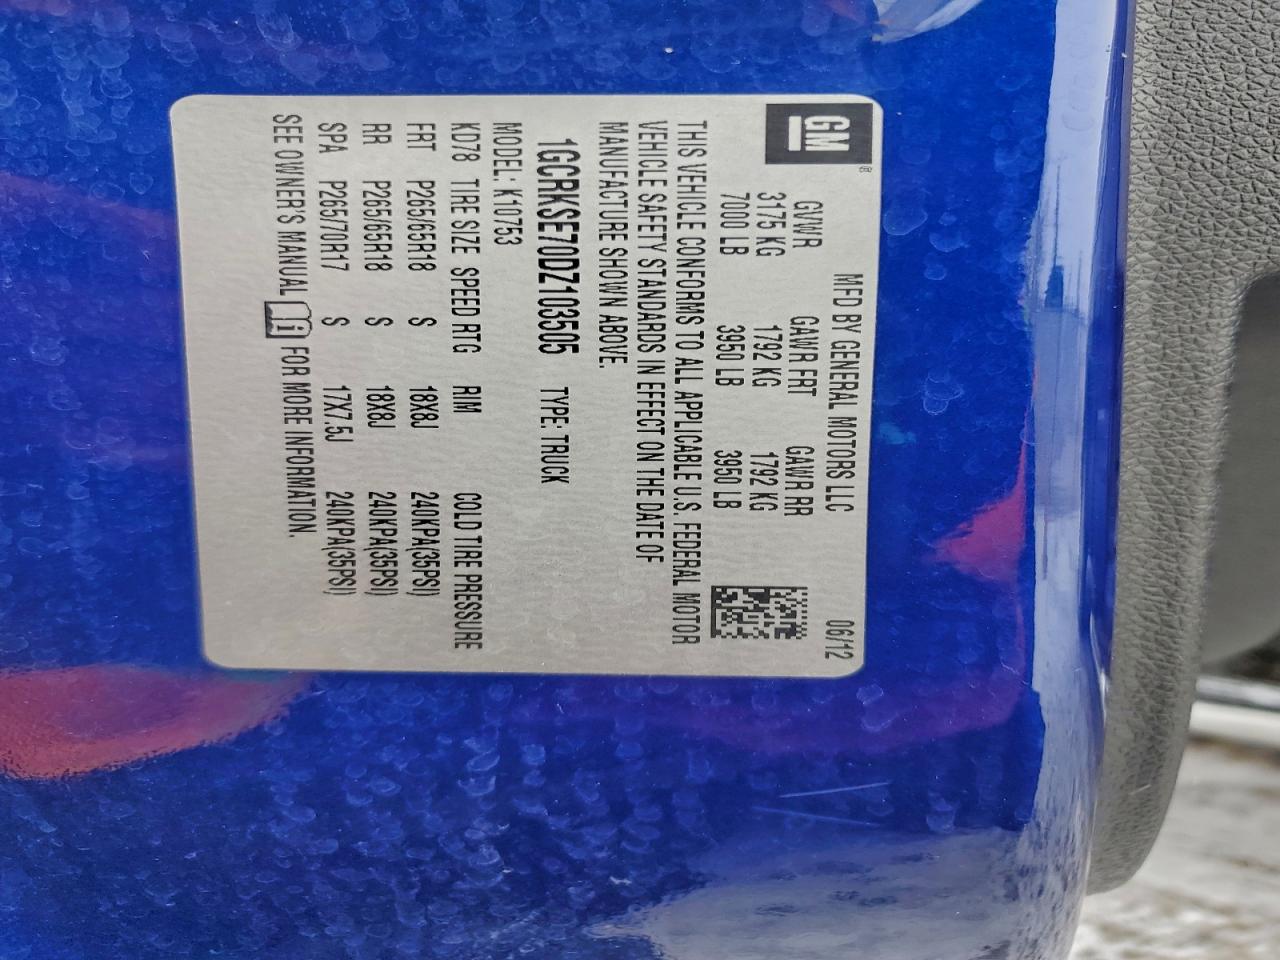 GM
MFD BY GENERAL MOTORS LLC 06/12
GVWR GAWR FRT GAWR RR
3175 KG 1792 KG 1792 KG
7000 LB 3950 LB 3950 LB
THIS VEHICLE CONFORMS TO ALL APPLICABLE U.S. FEDERAL MOTOR
VEHICLE SAFETY STANDARDS IN EFFECT ON THE DATE OF
MANUFACTURE SHOWN ABOVE.
1GCRKSE70DZ103505 TYPE: TRUCK
MODEL: K10753
KD78 TIRE SIZE SPEED RTG RIM COLD TIRE PRESSURE
FRT P265/65R18 S 18X8J 240KPA(35PSI),
RR P265/65R18 S 18X8J 240KPA(35PSI),
SPA P265/70R17 S 17X7.5J 240KPA(35PSI),
SEE OWNER'S MANUAL FOR MORE INFORMATION.